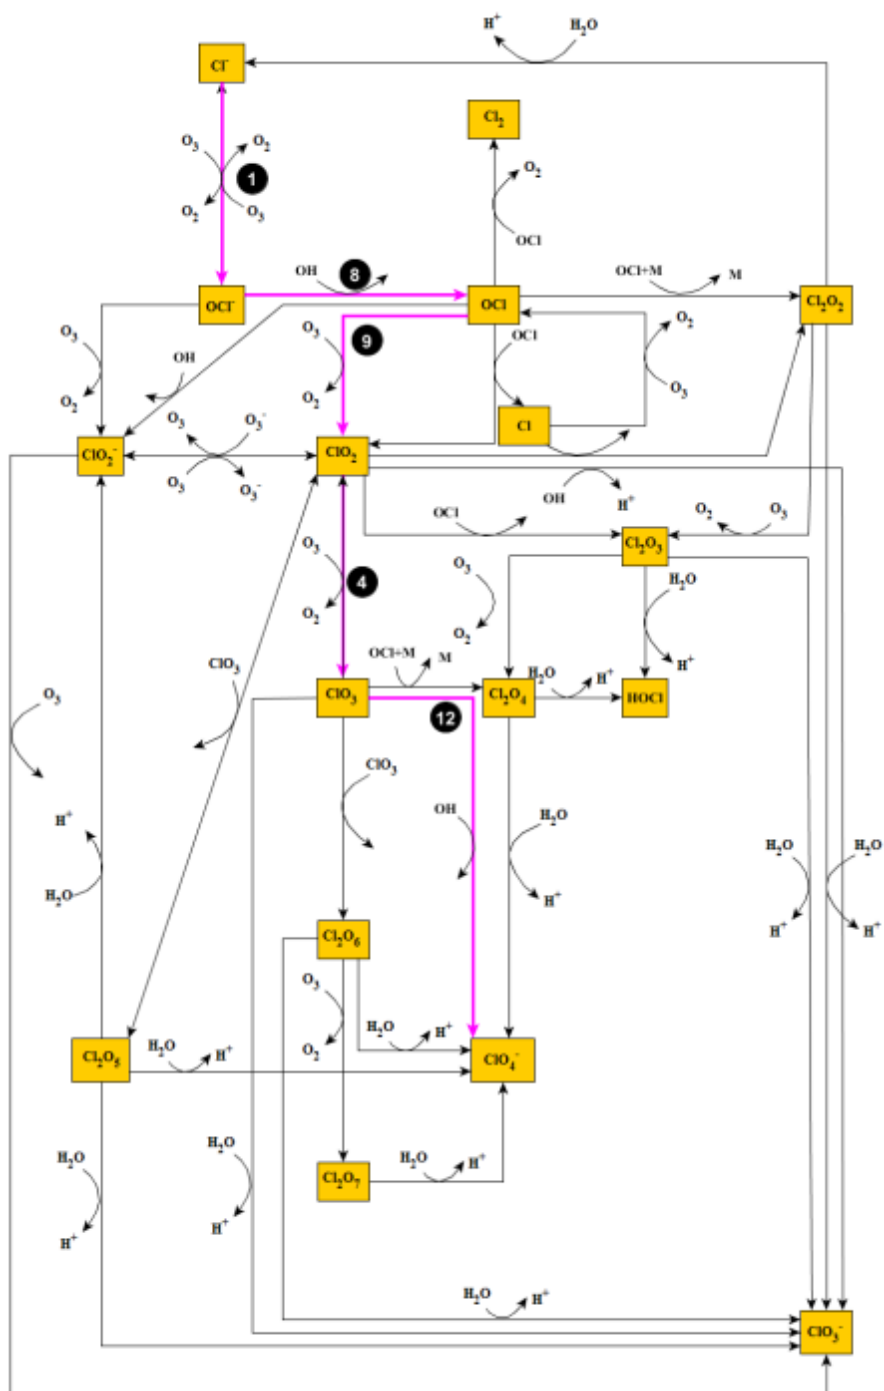 H⁺ H₂O
Cl⁻
Cl₂
O₃ O₂
O₂
1
O₂ O₃
OCl
OH 8
OCl+M M
OCl⁻ OCl Cl₂O₂
O₃ O₃ 9 OCl O₂
OH
O₂ O₂ O₃
Cl
O₃ O₃⁻
ClO₂⁻ ClO₂
O₃ O₃⁻ OH H⁺
OCl O₂ O₃
Cl₂O₃
O₃ O₃ H₂O
4
O₂ O₂
OCl+M M H₂O H⁺ H⁺
ClO₃
ClO₃ Cl₂O₄ HOCl
O₃ 12
ClO₃
OH H₂O
H⁺
H₂O H₂O
H₂O H⁺
H⁺ H⁺
Cl₂O₆
O₃
H₂O H⁺
O₂
H₂O H⁺
Cl₂O₅ ClO₄⁻
H₂O H₂O
H₂O H⁺
Cl₂O₇
H⁺ H⁺
H₂O H⁺
ClO₃⁻